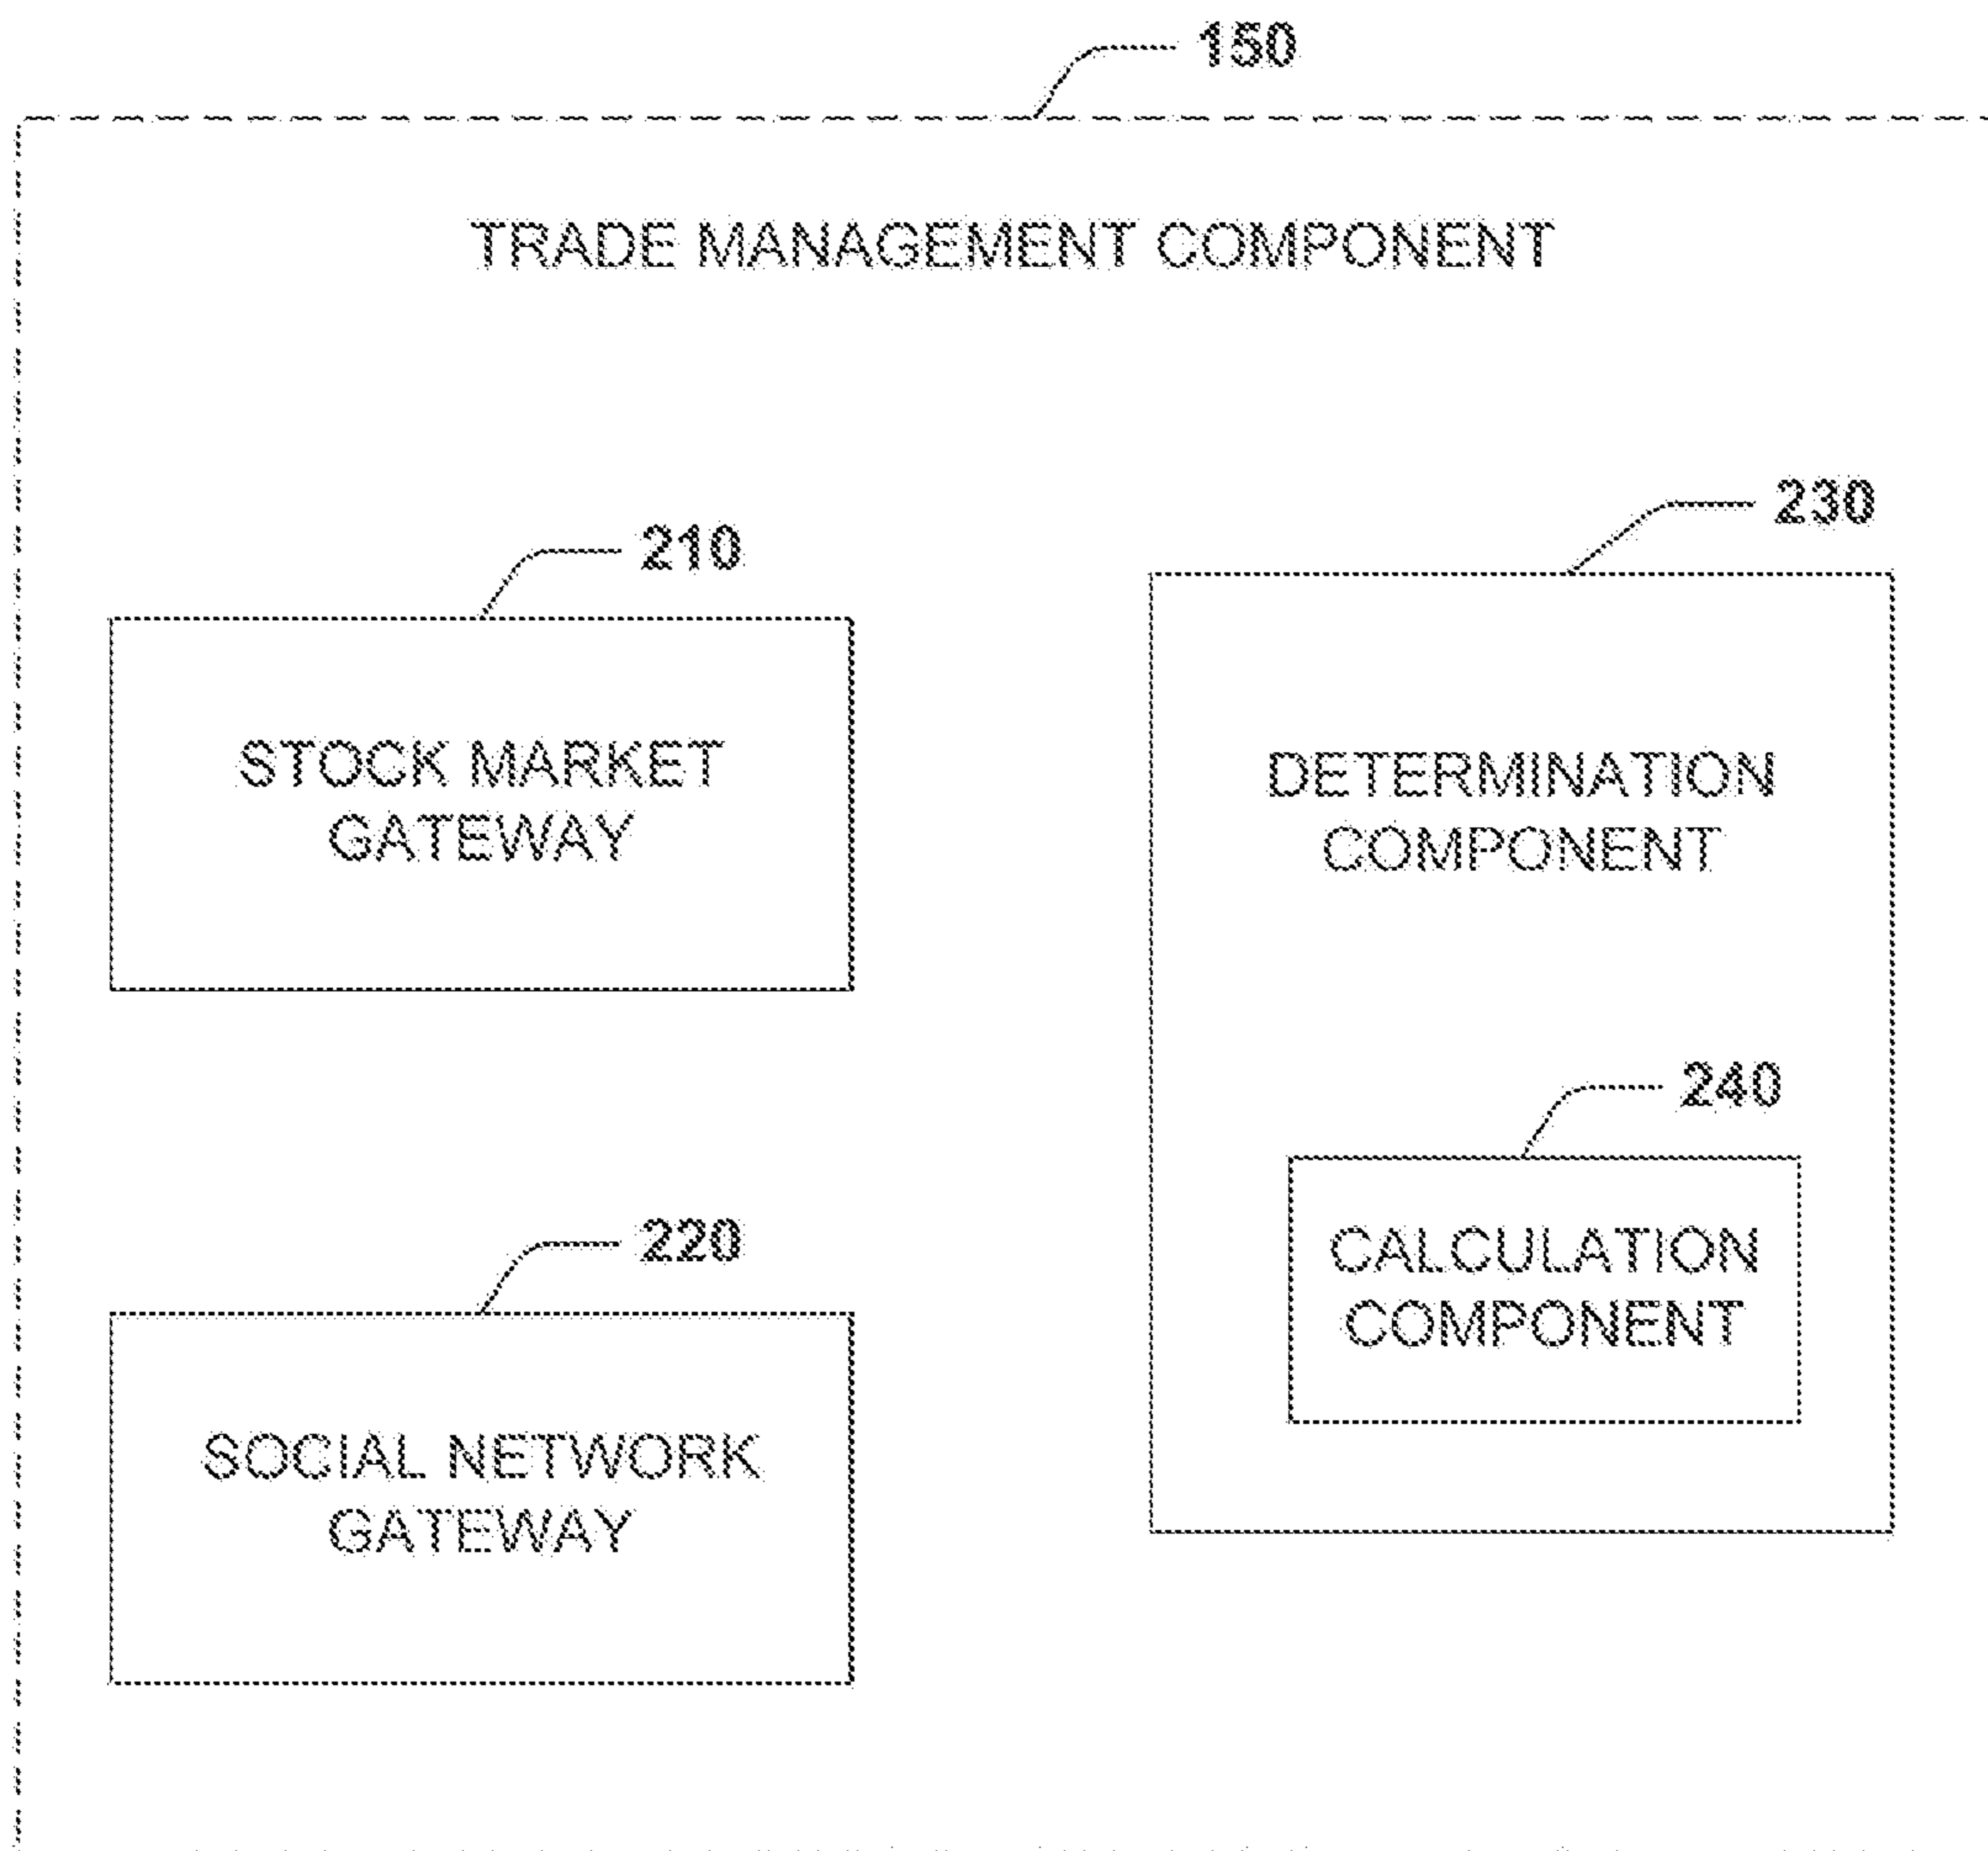 150
TRADE MANAGEMENT COMPONENT
210
STOCK MARKET
GATEWAY
230
DETERMINATION
COMPONENT
240
CALCULATION
COMPONENT
220
SOCIAL NETWORK
GATEWAY